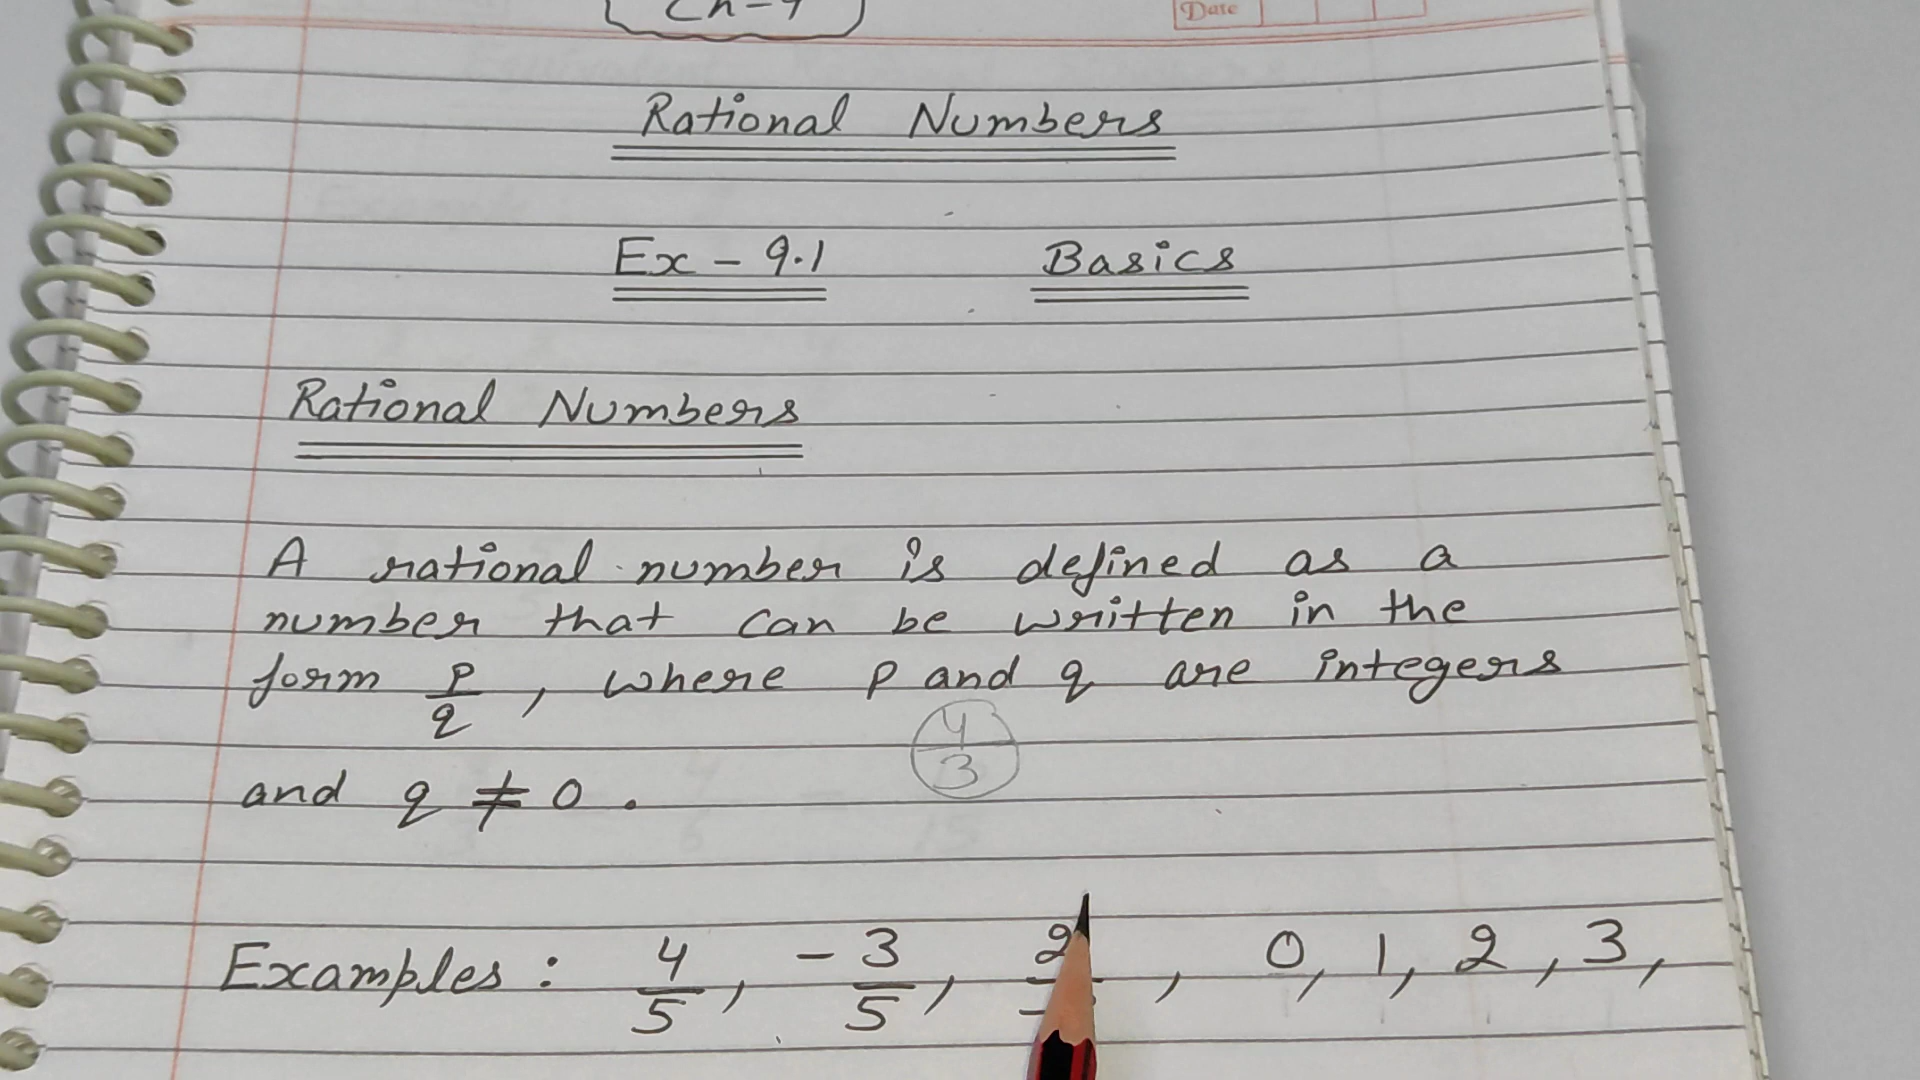 Date
Rational Numbers
Ex - 9.1 Basics
Rational Numbers
A rational number is defined as a
number that can be written in the
form p/q, where p and q are integers
4/3
and q ≠ 0.
Examples : 4/5, -3/5, 2 , 0, 1, 2, 3,